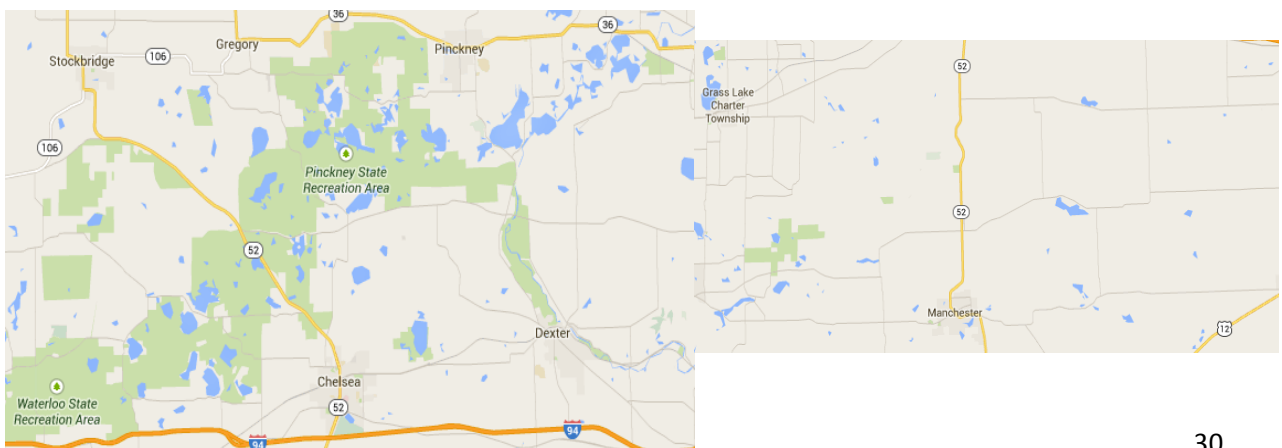 36
36
Gregory
Pinckney
Stockbridge
106
52
Grass Lake
Charter
Township
106
Pinckney State
Recreation Area
52
52
Manchester
12
Dexter
Chelsea
Waterloo State
Recreation Area
52
94
94
30